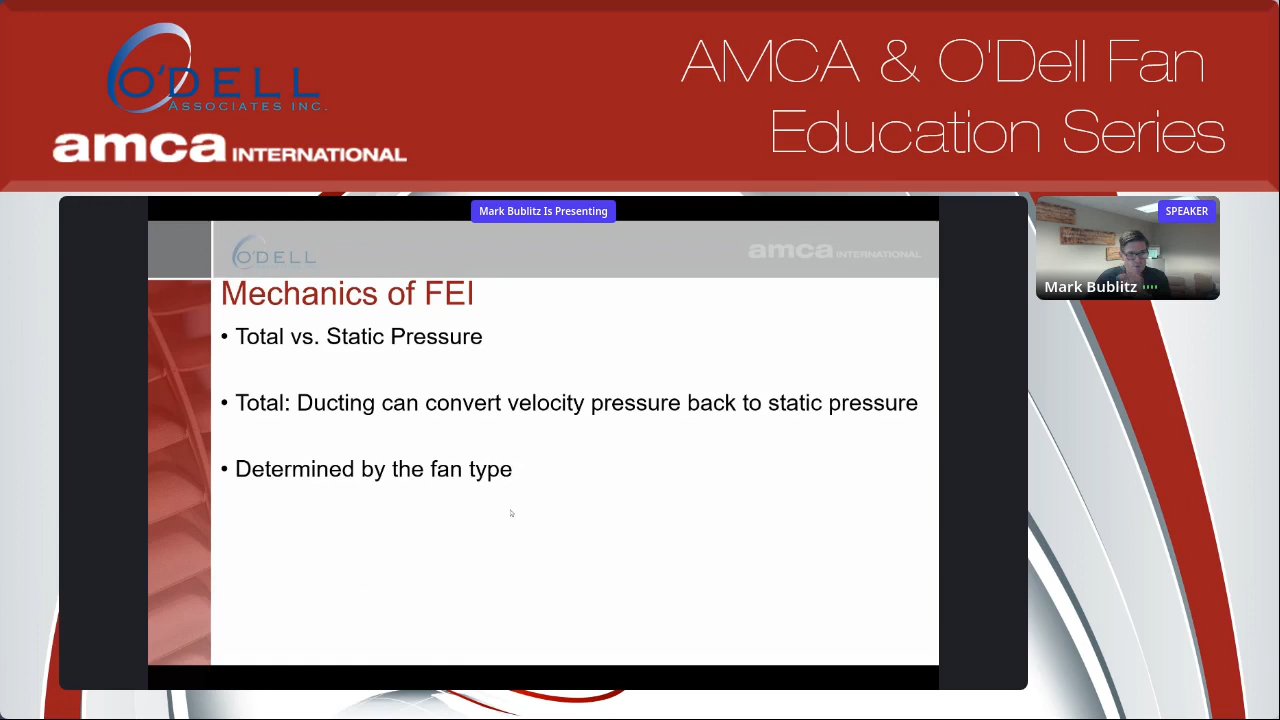 O'DELL
ASSOCIATES INC.
amca INTERNATIONAL
AMCA & O'Dell Fan
Education Series
Mark Bublitz Is Presenting
SPEAKER
Mark Bublitz
O'DELL
amca INTERNATIONAL
Mechanics of FEI
• Total vs. Static Pressure
• Total: Ducting can convert velocity pressure back to static pressure
• Determined by the fan type